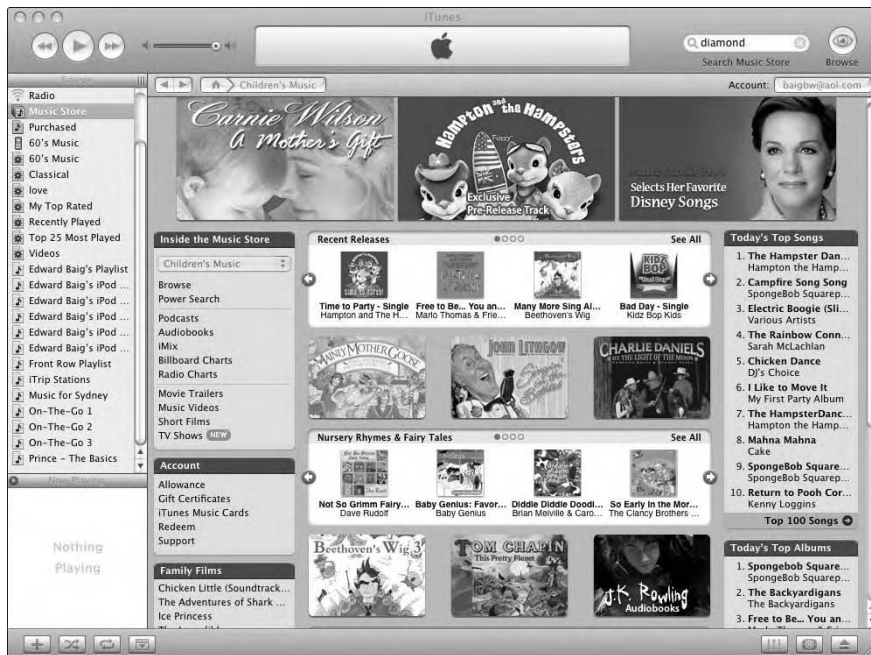 iTunes
diamond
Search Music Store
Browse
Source
Radio
Music Store
Purchased
60's Music
60's Music
Classical
love
My Top Rated
Recently Played
Top 25 Most Played
Videos
Edward Baig's Playlist
Edward Baig's iPod ...
Edward Baig's iPod ...
Edward Baig's iPod ...
Edward Baig's iPod ...
Edward Baig's iPod ...
Front Row Playlist
iTrip Stations
Music for Sydney
On-The-Go 1
On-The-Go 2
On-The-Go 3
Prince - The Basics
Now Playing
Nothing
Playing
Children's Music
Account: baigbw@aol.com
Carnie Wilson
A Mother's Gift
Hampton and the Hampsters
Fuzzy
Exclusive
Pre-Release Track
Selects Her Favorite
Disney Songs
Inside the Music Store
Children's Music
Browse
Power Search
Podcasts
Audiobooks
iMix
Billboard Charts
Radio Charts
Movie Trailers
Music Videos
Short Films
TV Shows NEW
Account
Allowance
Gift Certificates
iTunes Music Cards
Redeem
Support
Family Films
Chicken Little (Soundtrack...
The Adventures of Shark ...
Ice Princess
Recent Releases See All
KIDZ
BOP
"Bad Day"
Time to Party - Single
Hampton and The H...
Free to Be... You an...
Marlo Thomas & Frie...
Many More Sing Al...
Beethoven's Wig
Bad Day - Single
Kidz Bop Kids
MAINLY MOTHER GOOSE
JOHN LITHGOW
Singin' in the Bathtub
CHARLIE DANIELS
BY THE LIGHT OF THE MOON
Nursery Rhymes & Fairy Tales See All
Not So Grimm Fairy...
Dave Rudolf
Baby Genius: Favor...
Baby Genius
Diddle Diddle Doodl...
Brian Melville & Caro...
So Early In the Mor...
The Clancy Brothers ...
Beethoven's Wig 3
TOM CHAPIN
This Pretty Planet
J.K. Rowling
Audiobooks
Today's Top Songs
1. The Hampster Dan...
Hampton the Hamp...
2. Campfire Song Song
SpongeBob Squarep...
3. Electric Boogie (Sli...
Various Artists
4. The Rainbow Conn...
Sarah McLachlan
5. Chicken Dance
DJ's Choice
6. I Like to Move It
My First Party Album
7. The HampsterDanc...
Hampton the Hamp...
8. Mahna Mahna
Cake
9. SpongeBob Square...
SpongeBob Squarep...
10. Return to Pooh Cor...
Kenny Loggins
Top 100 Songs
Today's Top Albums
1. Spongebob Square...
SpongeBob Squarep...
2. The Backyardigans
The Backyardigans
3. Free to Be... You an...